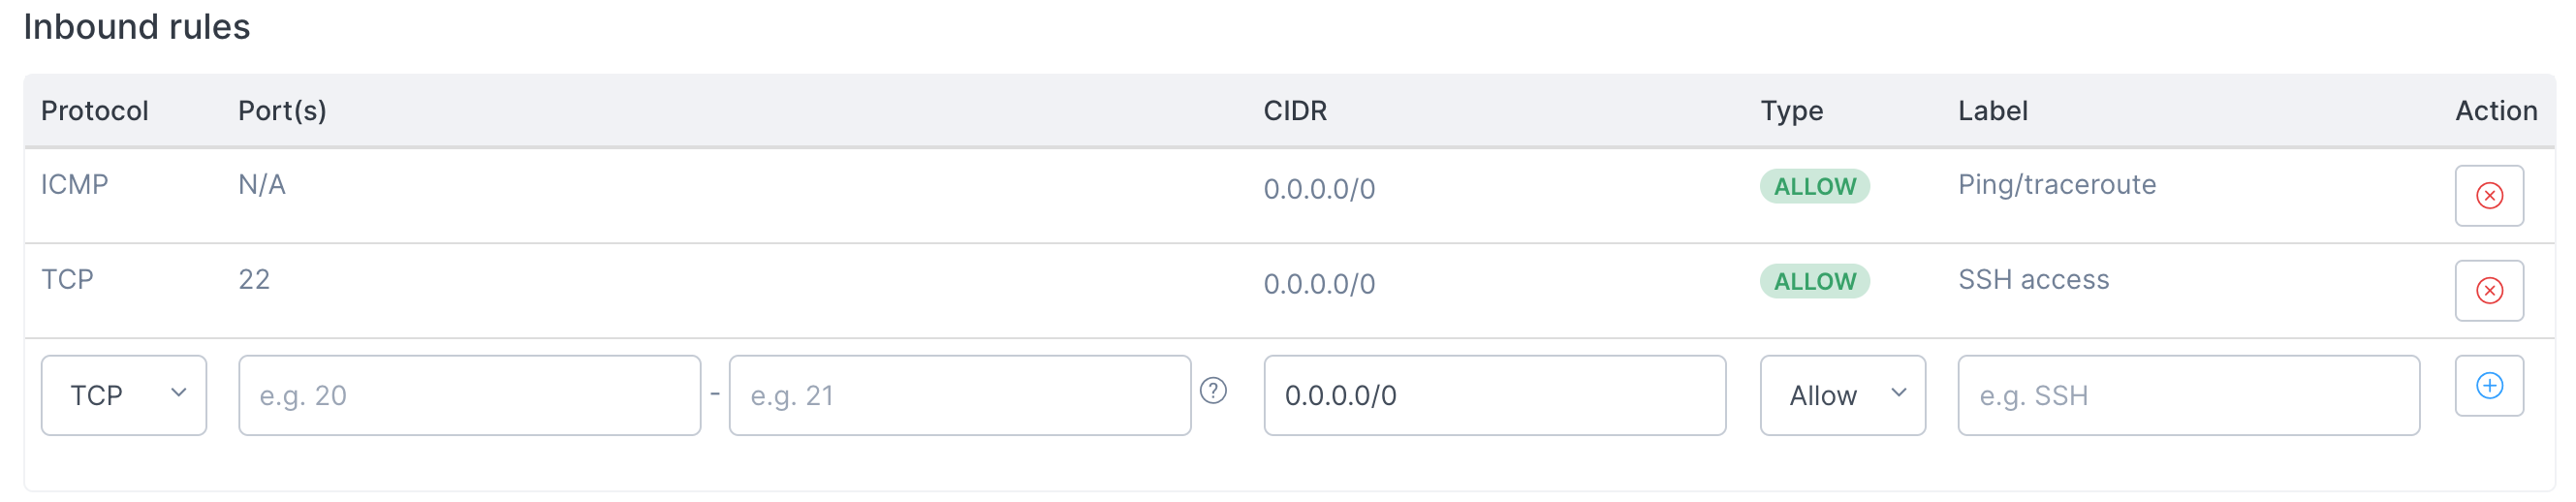 Inbound rules
Protocol Port(s) CIDR Type Label Action
ICMP N/A 0.0.0.0/0 ALLOW Ping/traceroute
TCP 22 0.0.0.0/0 ALLOW SSH access
TCP e.g. 20 - e.g. 21 ? 0.0.0.0/0 Allow e.g. SSH